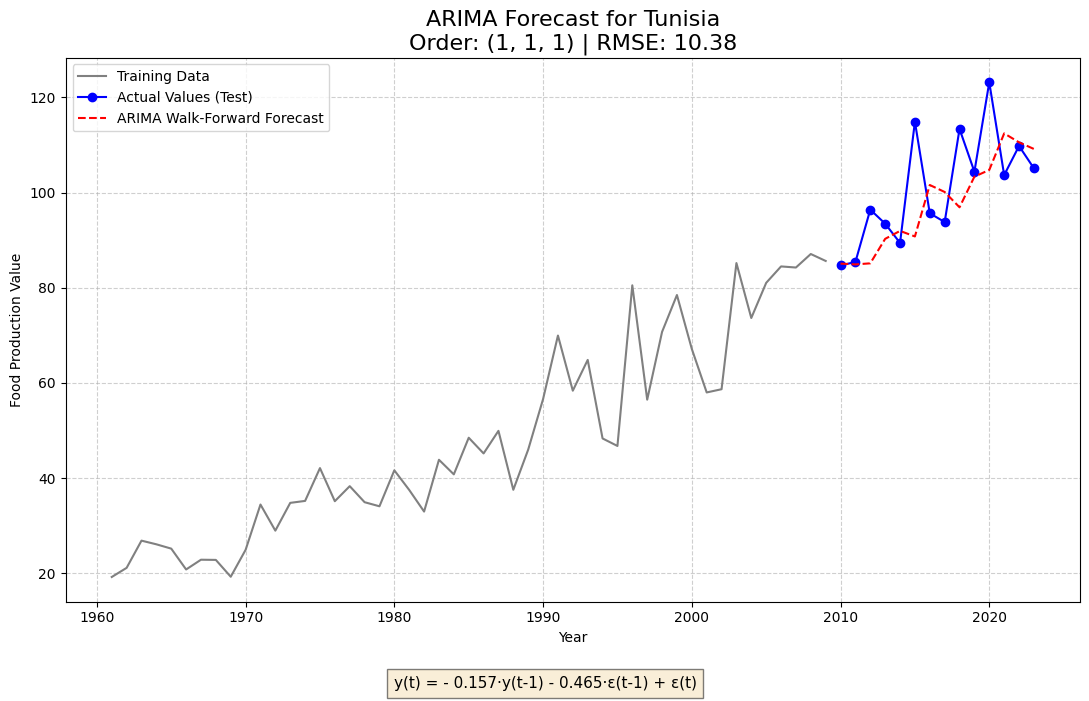 ARIMA Forecast for Tunisia
Order: (1, 1, 1) | RMSE: 10.38
Training Data
Actual Values (Test)
ARIMA Walk-Forward Forecast
Food Production Value
120
100
80
60
40
20
1960 1970 1980 1990 2000 2010 2020
Year
y(t) = - 0.157·y(t-1) - 0.465·ε(t-1) + ε(t)